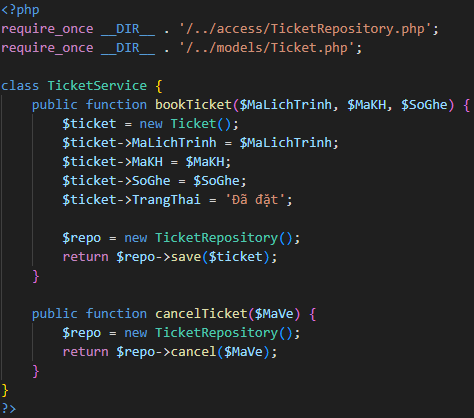 <?php
require_once __DIR__ . '/../access/TicketRepository.php';
require_once __DIR__ . '/../models/Ticket.php';

class TicketService {
    public function bookTicket($MaLichTrinh, $MaKH, $SoGhe) {
        $ticket = new Ticket();
        $ticket->MaLichTrinh = $MaLichTrinh;
        $ticket->MaKH = $MaKH;
        $ticket->SoGhe = $SoGhe;
        $ticket->TrangThai = 'Đã đặt';

        $repo = new TicketRepository();
        return $repo->save($ticket);
    }

    public function cancelTicket($MaVe) {
        $repo = new TicketRepository();
        return $repo->cancel($MaVe);
    }
}
?>